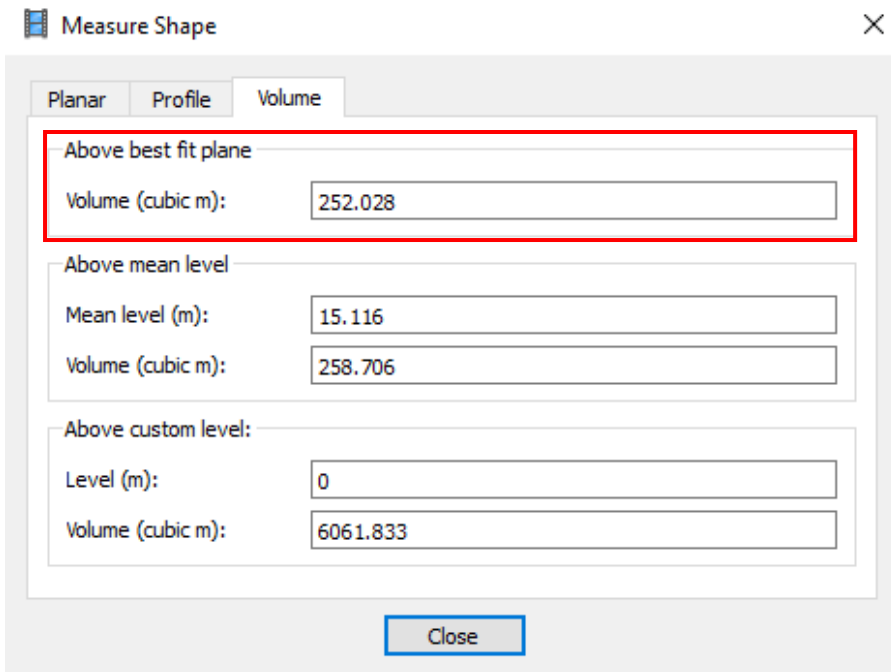 Measure Shape
Planar Profile Volume
Above best fit plane
Volume (cubic m): 252.028
Above mean level
Mean level (m): 15.116
Volume (cubic m): 258.706
Above custom level:
Level (m): 0
Volume (cubic m): 6061.833
Close